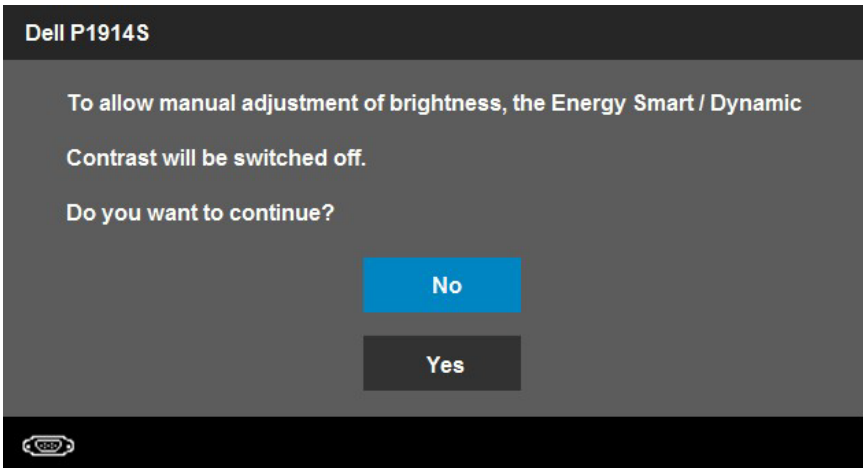 Dell P1914S
To allow manual adjustment of brightness, the Energy Smart / Dynamic
Contrast will be switched off.
Do you want to continue?
No
Yes